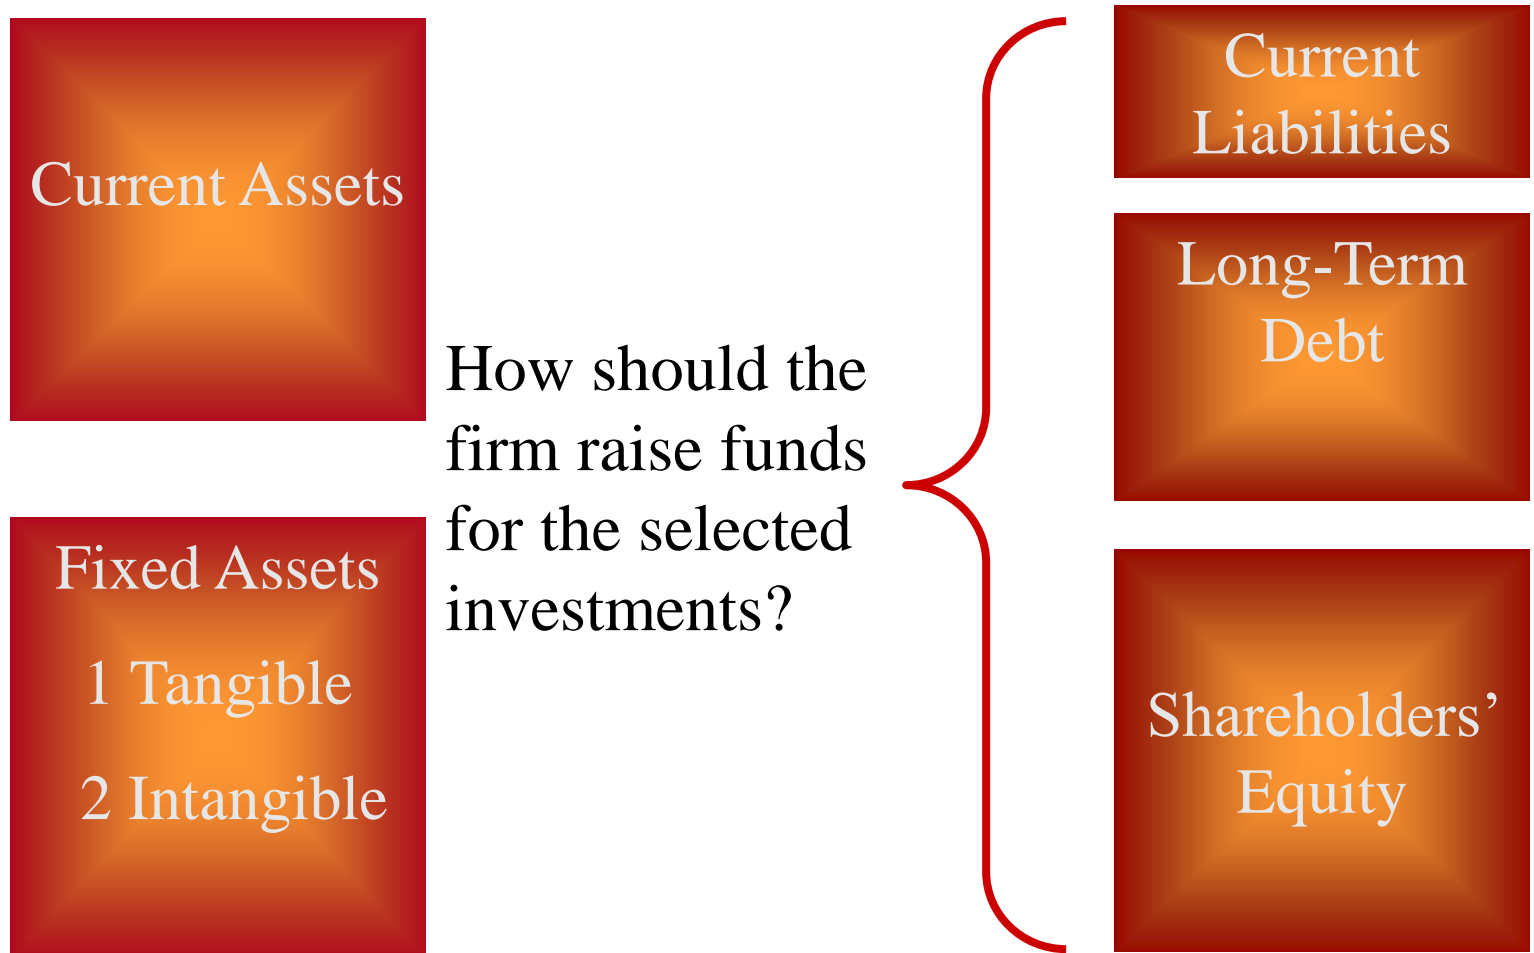 Current Assets
Fixed Assets
1 Tangible
2 Intangible
How should the
firm raise funds
for the selected
investments?
Current
Liabilities
Long-Term
Debt
Shareholders’
Equity